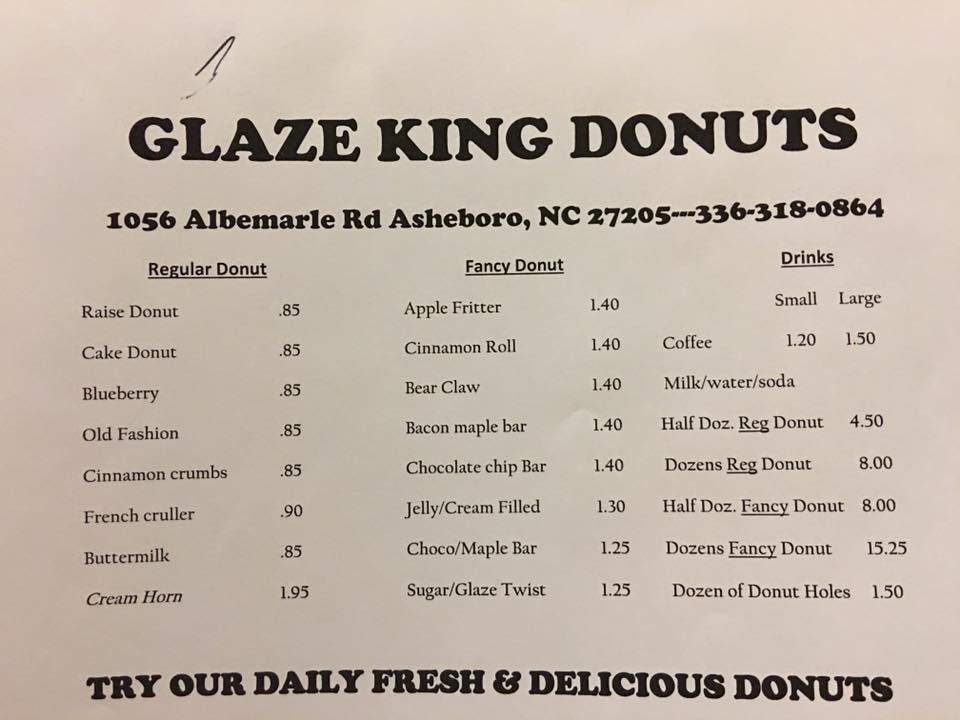 GLAZE KING DONUTS
1056 Albemarle Rd Asheboro, NC 27205---336-318-0864
Regular Donut
Raise Donut .85
Cake Donut .85
Blueberry .85
Old Fashion .85
Cinnamon crumbs .85
French cruller .90
Buttermilk .85
Cream Horn 1.95
Fancy Donut
Apple Fritter 1.40
Cinnamon Roll 1.40
Bear Claw 1.40
Bacon maple bar 1.40
Chocolate chip Bar 1.40
Jelly/Cream Filled 1.30
Choco/Maple Bar 1.25
Sugar/Glaze Twist 1.25
Drinks
Small Large
Coffee 1.20 1.50
Milk/water/soda
Half Doz. Reg Donut 4.50
Dozens Reg Donut 8.00
Half Doz. Fancy Donut 8.00
Dozens Fancy Donut 15.25
Dozen of Donut Holes 1.50
TRY OUR DAILY FRESH & DELICIOUS DONUTS